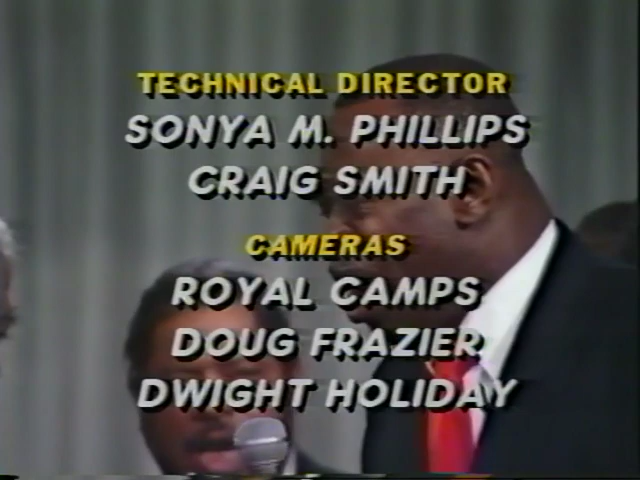 TECHNICAL DIRECTOR
SONYA M. PHILLIPS
CRAIG SMITH
CAMERAS
ROYAL CAMPS
DOUG FRAZIER
DWIGHT HOLIDAY